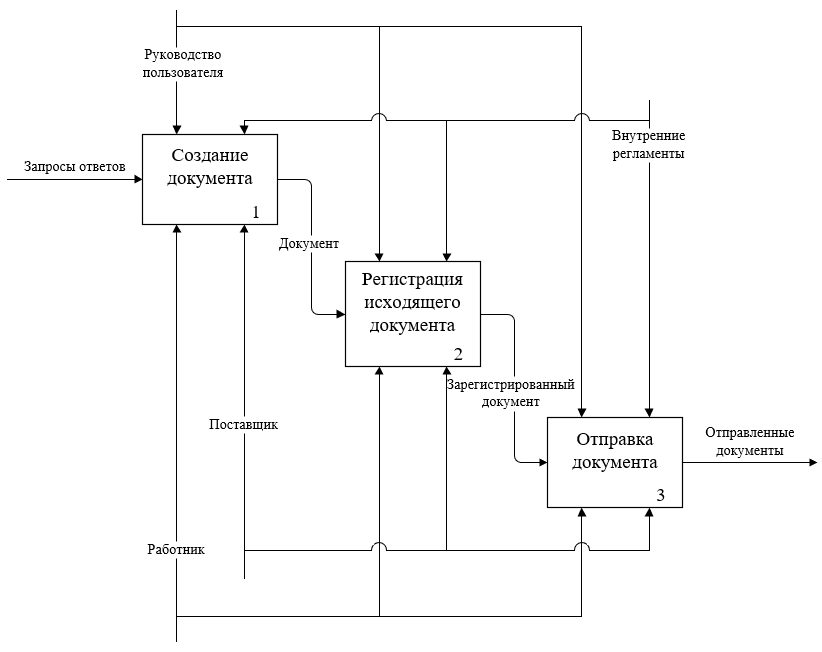 Руководство
пользователя
Внутренние
регламенты
Запросы ответов
Создание
документа
1
Документ
Регистрация
исходящего
документа
2
Зарегистрированный
документ
Поставщик
Отправка
документа
3
Отправленные
документы
Работник